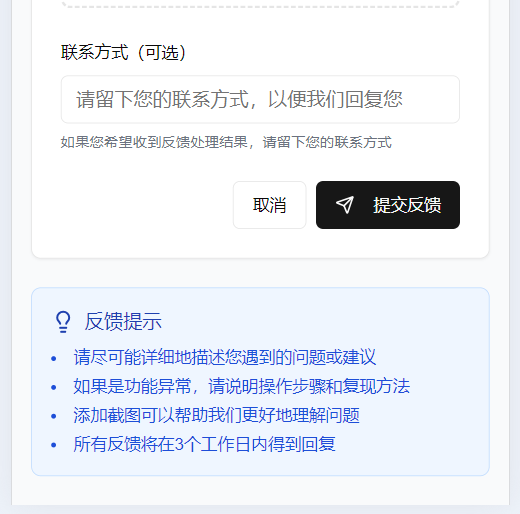 联系方式（可选）
请留下您的联系方式，以便我们回复您
如果您希望收到反馈处理结果，请留下您的联系方式
取消
提交反馈
反馈提示
• 请尽可能详细地描述您遇到的问题或建议
• 如果是功能异常，请说明操作步骤和复现方法
• 添加截图可以帮助我们更好地理解问题
• 所有反馈将在3个工作日内得到回复